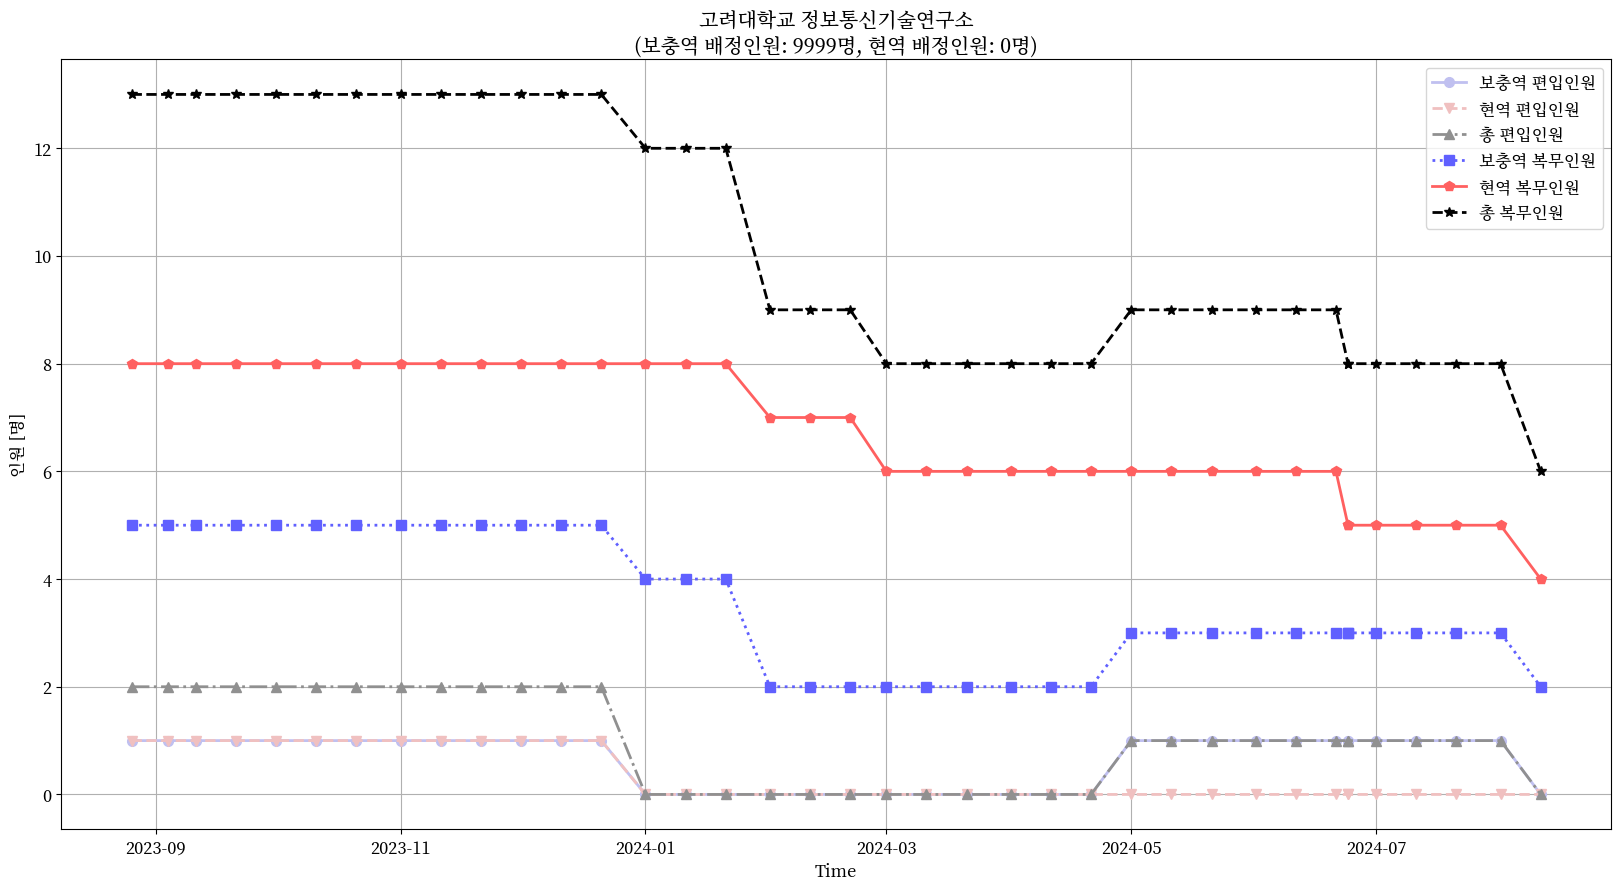 고려대학교 정보통신기술연구소
(보충역 배정인원: 9999명, 현역 배정인원: 0명)
보충역 편입인원
현역 편입인원
총 편입인원
보충역 복무인원
현역 복무인원
총 복무인원
12
10
8
6
4
2
0
인원 [명]
2023-09
2023-11
2024-01
2024-03
2024-05
2024-07
Time